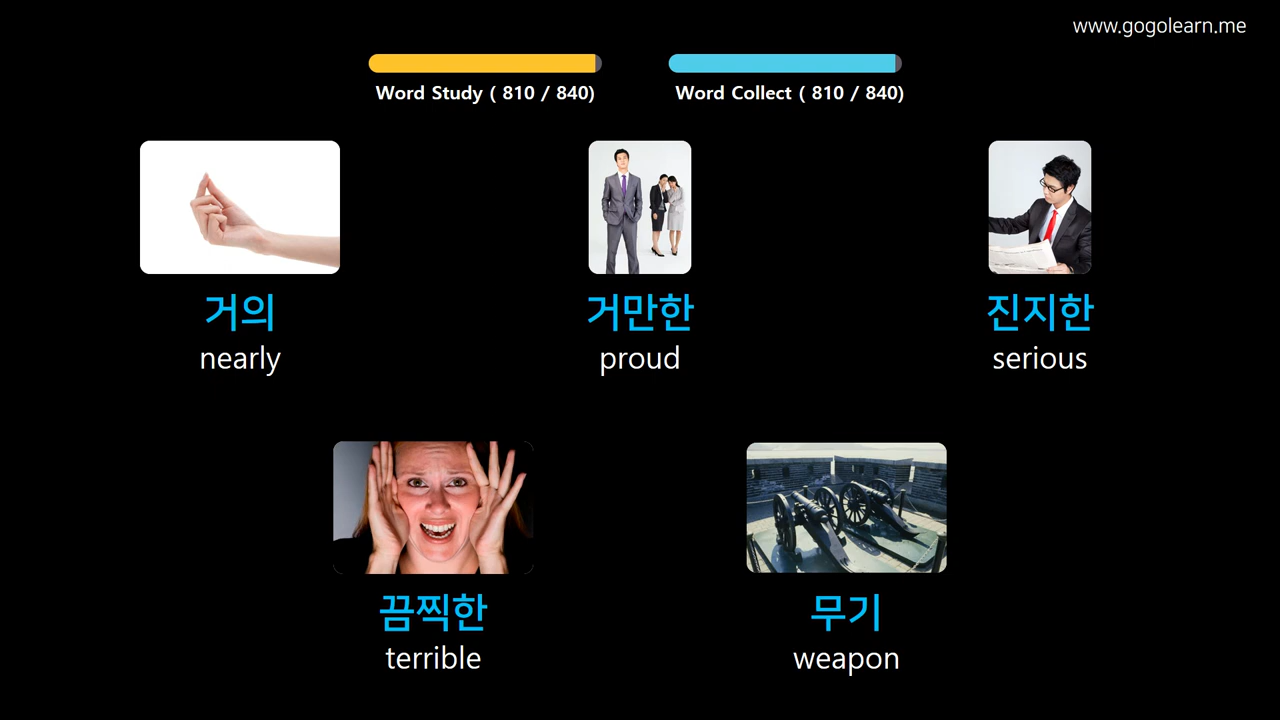 www.gogolearn.me
Word Study ( 810 / 840)
Word Collect ( 810 / 840)
거의
nearly
거만한
proud
진지한
serious
끔찍한
terrible
무기
weapon